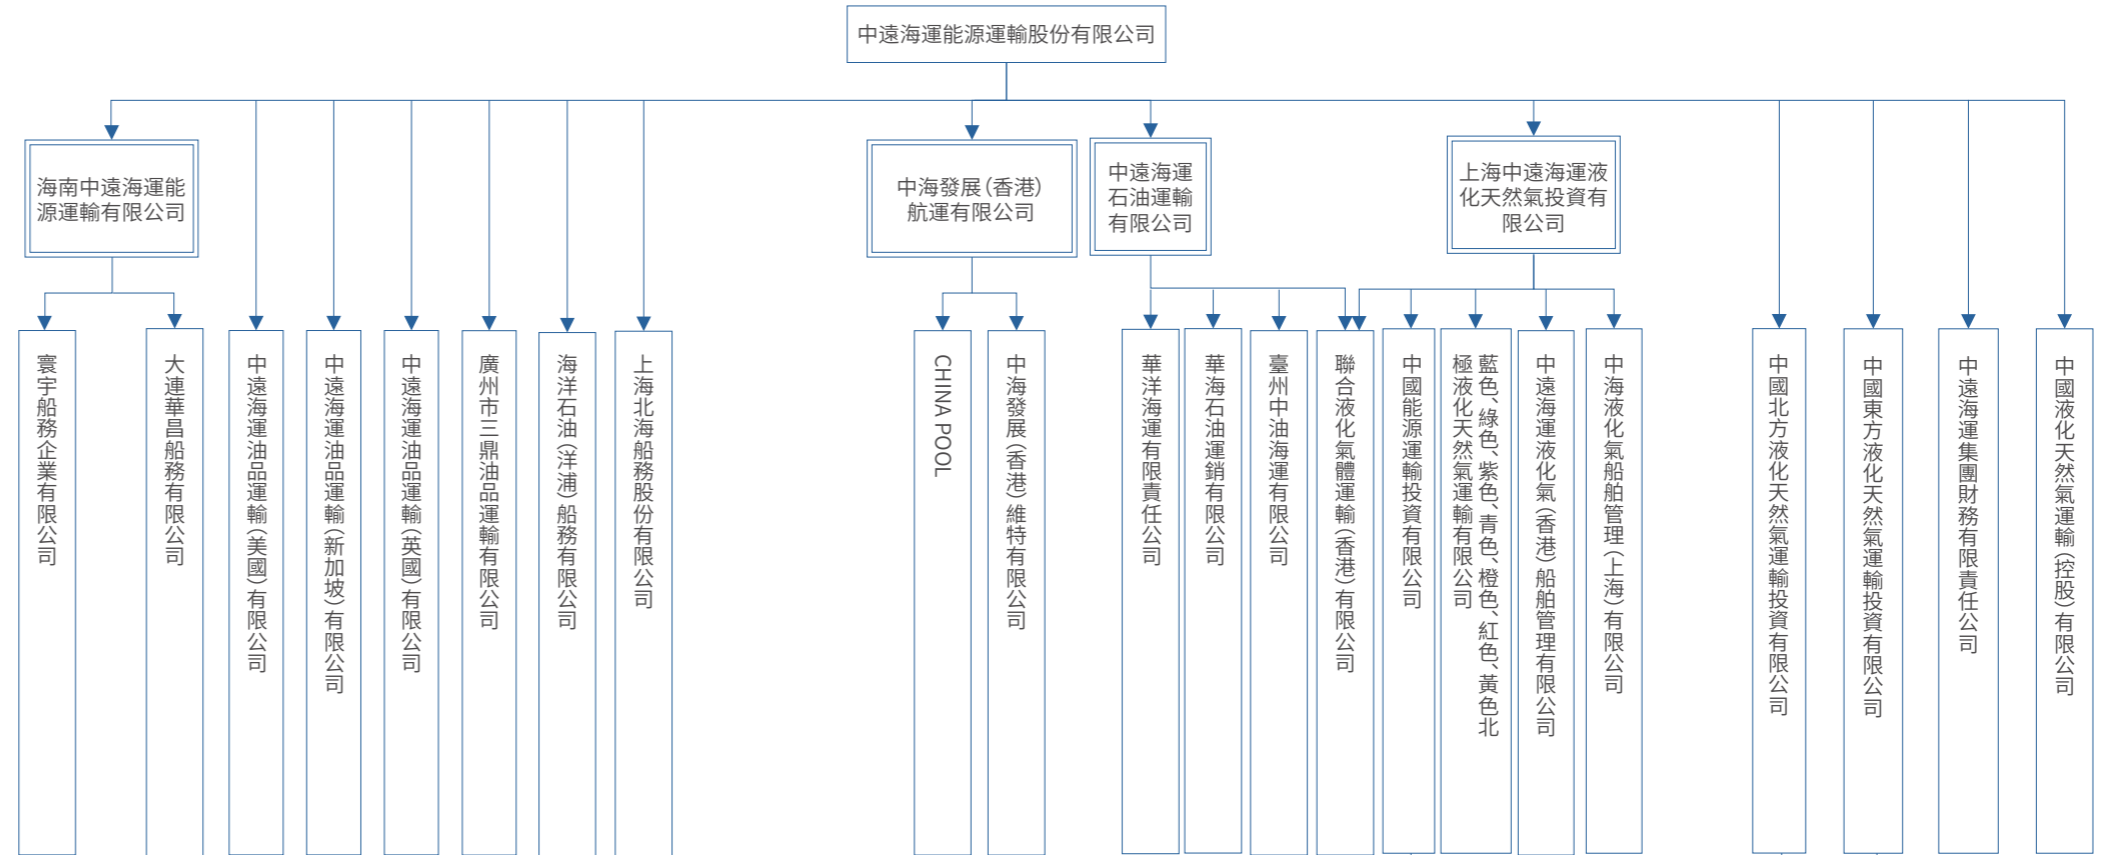 中遠海運能源運輸股份有限公司
海南中遠海運能
源運輸有限公司
中海發展(香港)
航運有限公司
中遠海運
石油運輸
有限公司
上海中遠海運液
化天然氣投資有
限公司
寰宇船務企業有限公司
大連華昌船務有限公司
中遠海運油品運輸(美國)有限公司
中遠海運油品運輸(新加坡)有限公司
中遠海運油品運輸(英國)有限公司
廣州市三鼎油品運輸有限公司
海洋石油(洋浦)船務有限公司
上海北海船務股份有限公司
CHINA POOL
中海發展(香港)維特有限公司
華洋海運有限責任公司
華海石油運銷有限公司
臺州中油海運有限公司
聯合液化氣體運輸(香港)有限公司
中國能源運輸投資有限公司
藍色、綠色、紫色、青色、橙色、紅色、黃色北
極液化天然氣運輸有限公司
中遠海運液化氣(香港)船舶管理有限公司
中海液化氣船舶管理(上海)有限公司
中國北方液化天然氣運輸投資有限公司
中國東方液化天然氣運輸投資有限公司
中遠海運集團財務有限責任公司
中國液化天然氣運輸(控股)有限公司